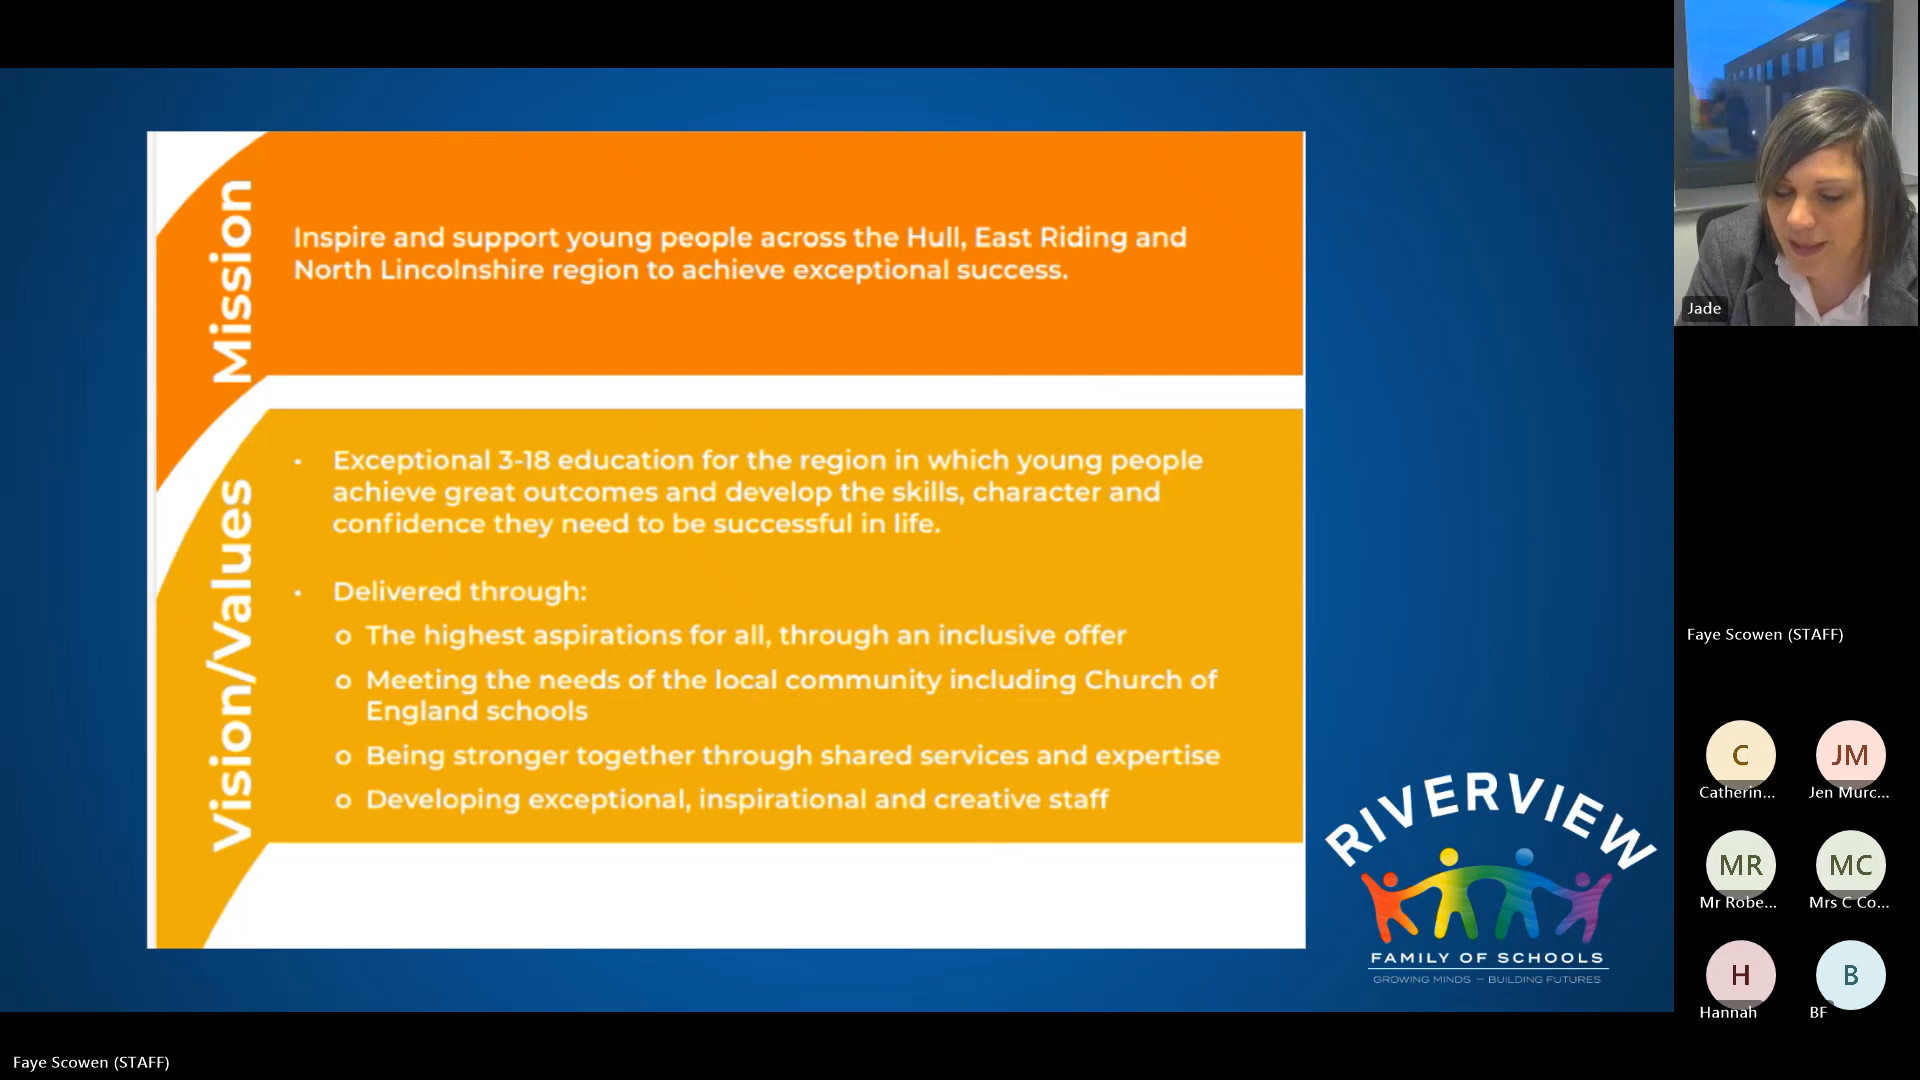 Mission
Inspire and support young people across the Hull, East Riding and
North Lincolnshire region to achieve exceptional success.
Vision/Values
• Exceptional 3-18 education for the region in which young people
achieve great outcomes and develop the skills, character and
confidence they need to be successful in life.
• Delivered through:
o The highest aspirations for all, through an inclusive offer
o Meeting the needs of the local community including Church of
England schools
o Being stronger together through shared services and expertise
o Developing exceptional, inspirational and creative staff
RIVERVIEW
FAMILY OF SCHOOLS
GROWING MINDS – BUILDING FUTURES
Jade
Faye Scowen (STAFF)
C
JM
Catherin...
Jen Murc...
MR
MC
Mr Robe...
Mrs C Co...
H
B
Hannah
BF
Faye Scowen (STAFF)